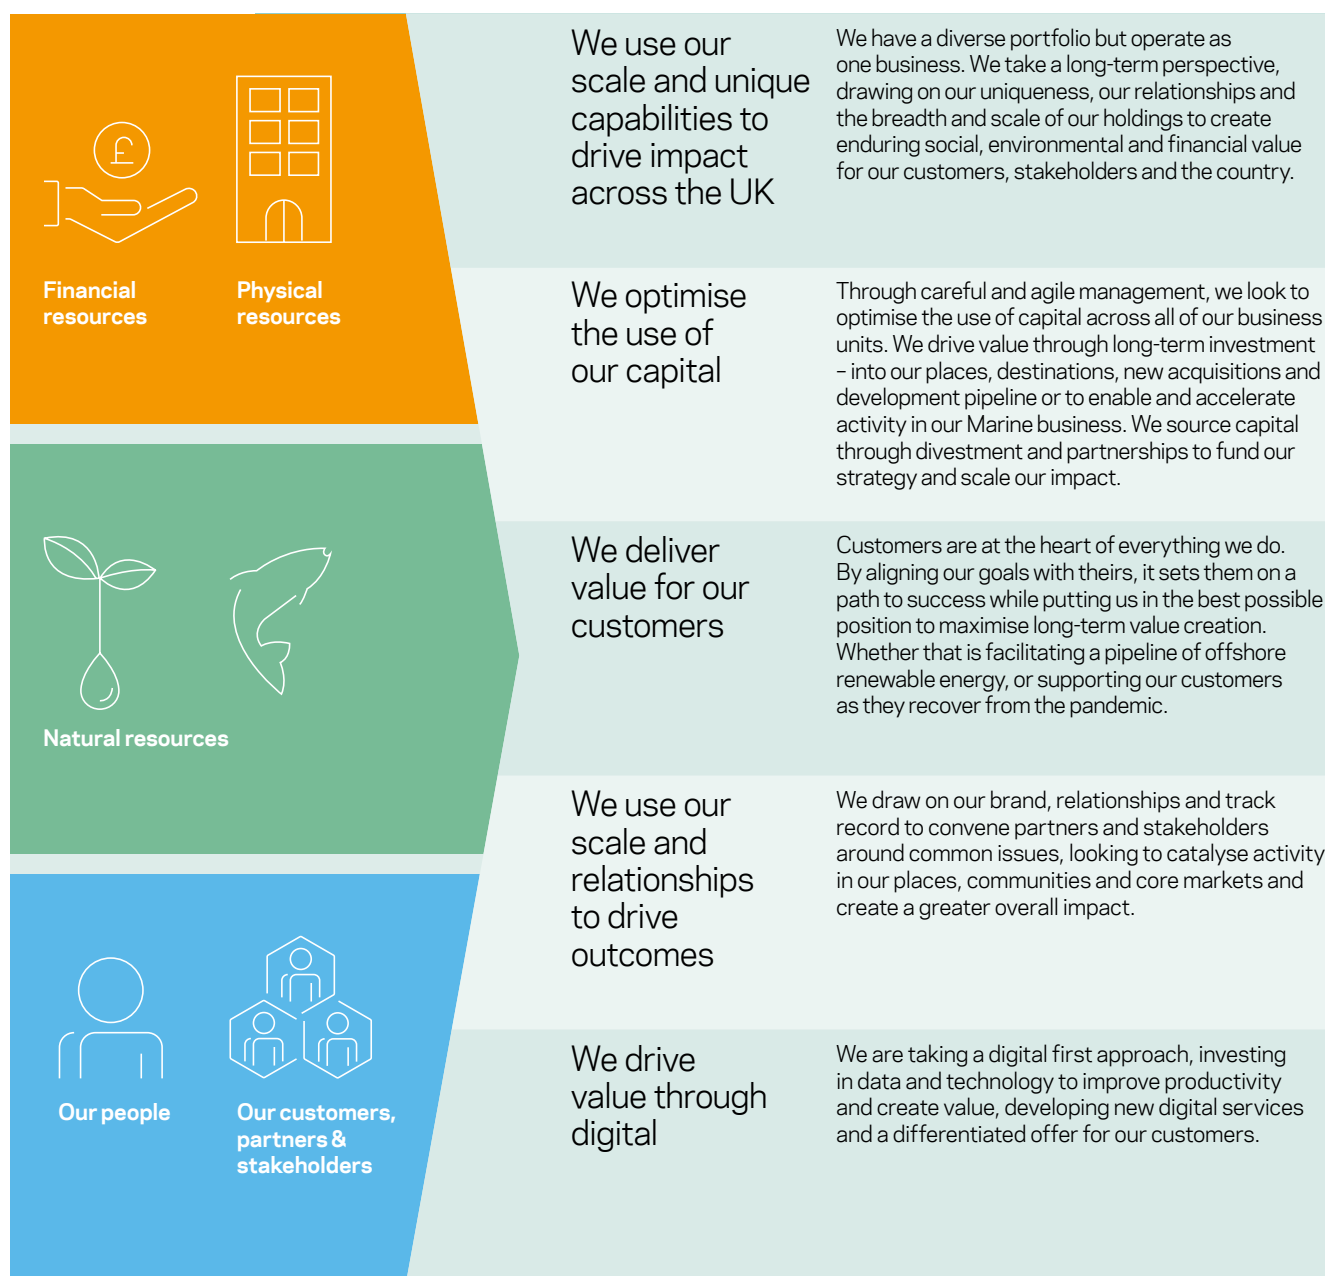 £
Financial
resources
Physical
resources
Natural resources
Our people
Our customers,
partners &
stakeholders
We use our
scale and unique
capabilities to
drive impact
across the UK
We have a diverse portfolio but operate as
one business. We take a long-term perspective,
drawing on our uniqueness, our relationships and
the breadth and scale of our holdings to create
enduring social, environmental and financial value
for our customers, stakeholders and the country.
We optimise
the use of
our capital
Through careful and agile management, we look to
optimise the use of capital across all of our business
units. We drive value through long-term investment
– into our places, destinations, new acquisitions and
development pipeline or to enable and accelerate
activity in our Marine business. We source capital
through divestment and partnerships to fund our
strategy and scale our impact.
We deliver
value for our
customers
Customers are at the heart of everything we do.
By aligning our goals with theirs, it sets them on a
path to success while putting us in the best possible
position to maximise long-term value creation.
Whether that is facilitating a pipeline of offshore
renewable energy, or supporting our customers
as they recover from the pandemic.
We use our
scale and
relationships
to drive
outcomes
We draw on our brand, relationships and track
record to convene partners and stakeholders
around common issues, looking to catalyse activity
in our places, communities and core markets and
create a greater overall impact.
We drive
value through
digital
We are taking a digital first approach, investing
in data and technology to improve productivity
and create value, developing new digital services
and a differentiated offer for our customers.